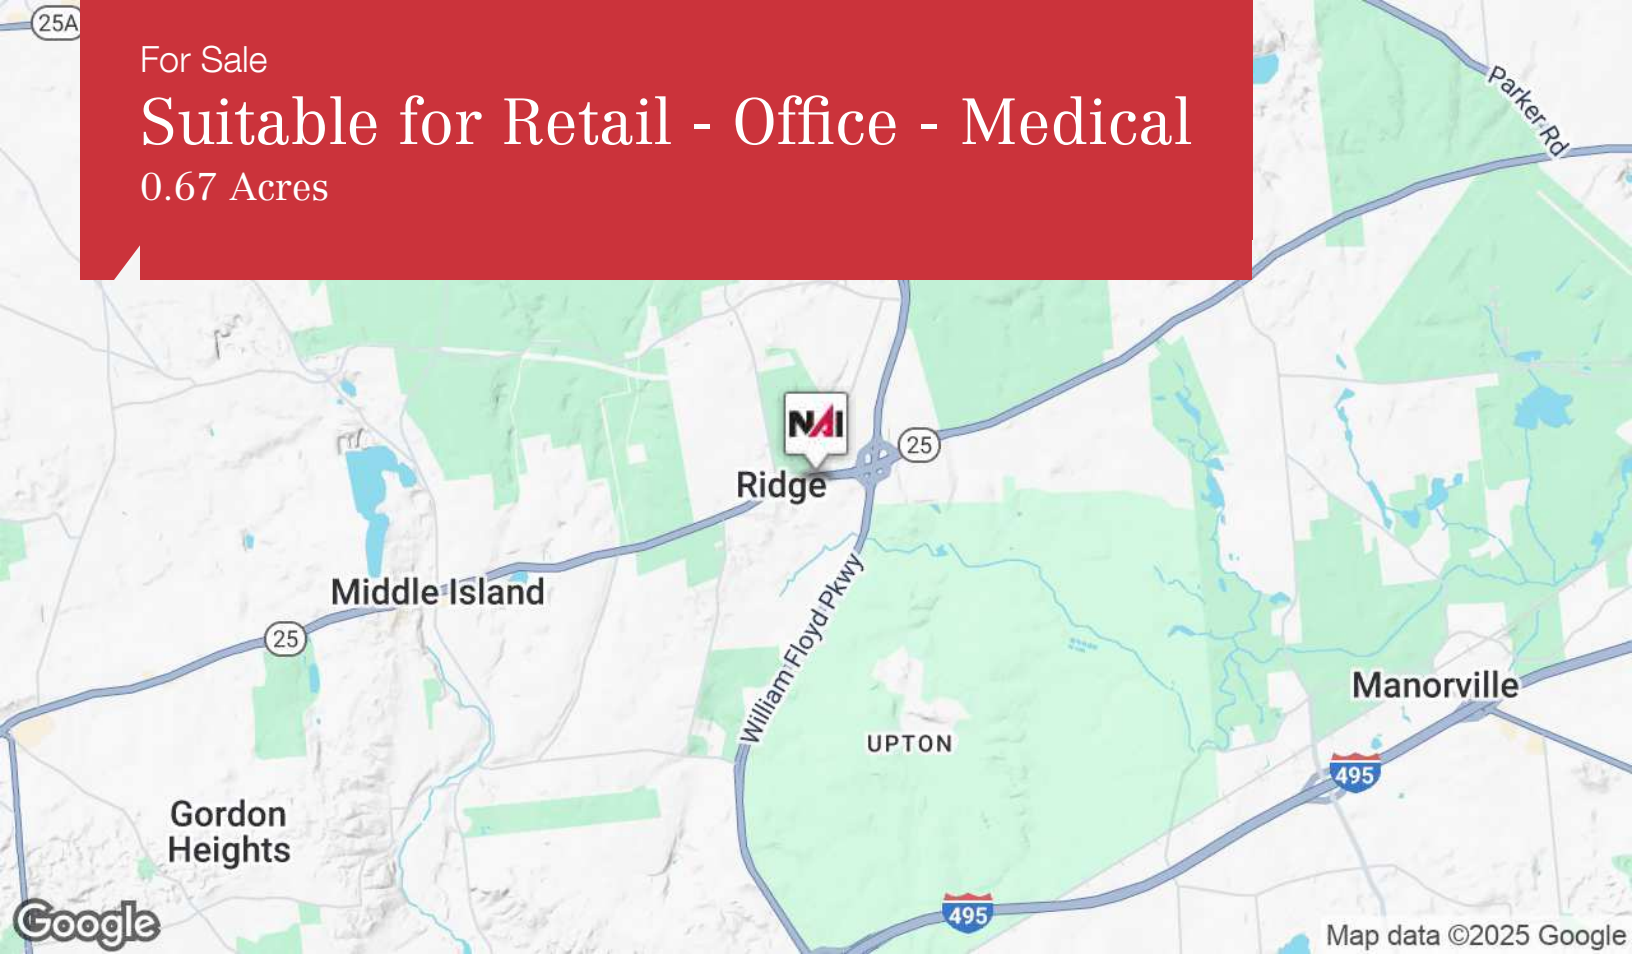 25A
For Sale
Suitable for Retail - Office - Medical
0.67 Acres
Parker Rd
NAI
25
Ridge
Middle Island
25
William Floyd Pkwy
Manorville
UPTON
495
Gordon
Heights
495
Google
Map data ©2025 Google